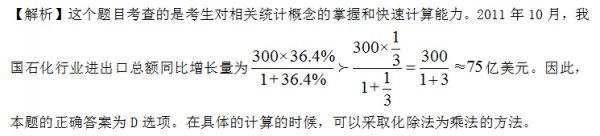 【解析】这个题目考查的是考生对相关统计概念的掌握和快速计算能力。2011 年 10 月，我
国石化行业进出口总额同比增长量为 \frac{300×36.4%}{1+36.4%} ≻ \frac{300×\frac{1}{3}}{1+\frac{1}{3}} = \frac{300}{1+3} ≈75 亿美元。因此，
本题的正确答案为 D 选项。在具体的计算的时候，可以采取化除法为乘法的方法。